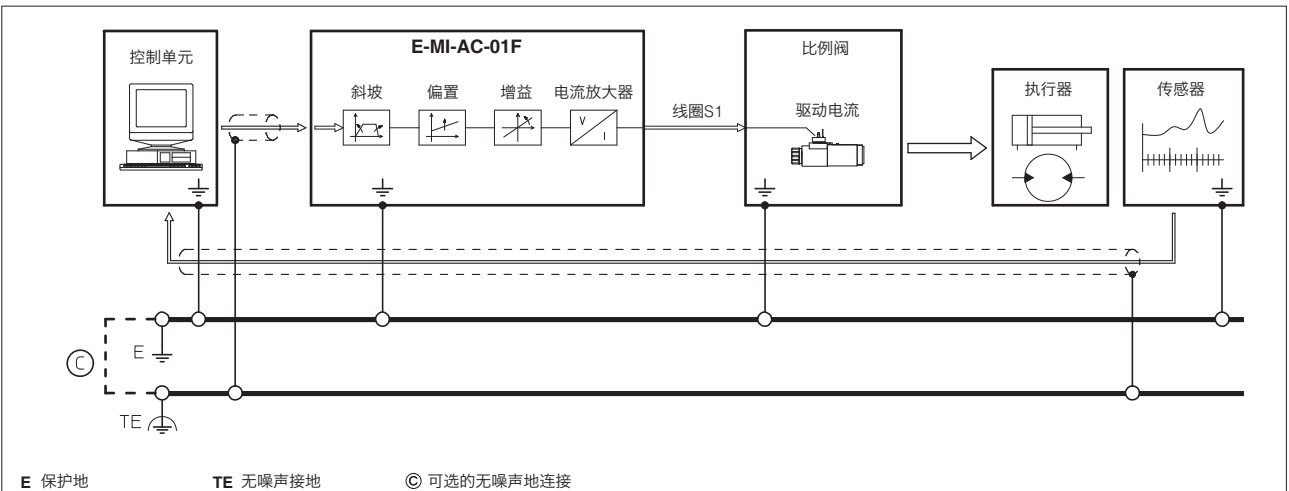 控制单元
E-MI-AC-01F
斜坡
偏置
增益
电流放大器
V
I
线圈S1
比例阀
驱动电流
执行器
传感器
C
E
TE
E 保护地
TE 无噪声接地
© 可选的无噪声地连接